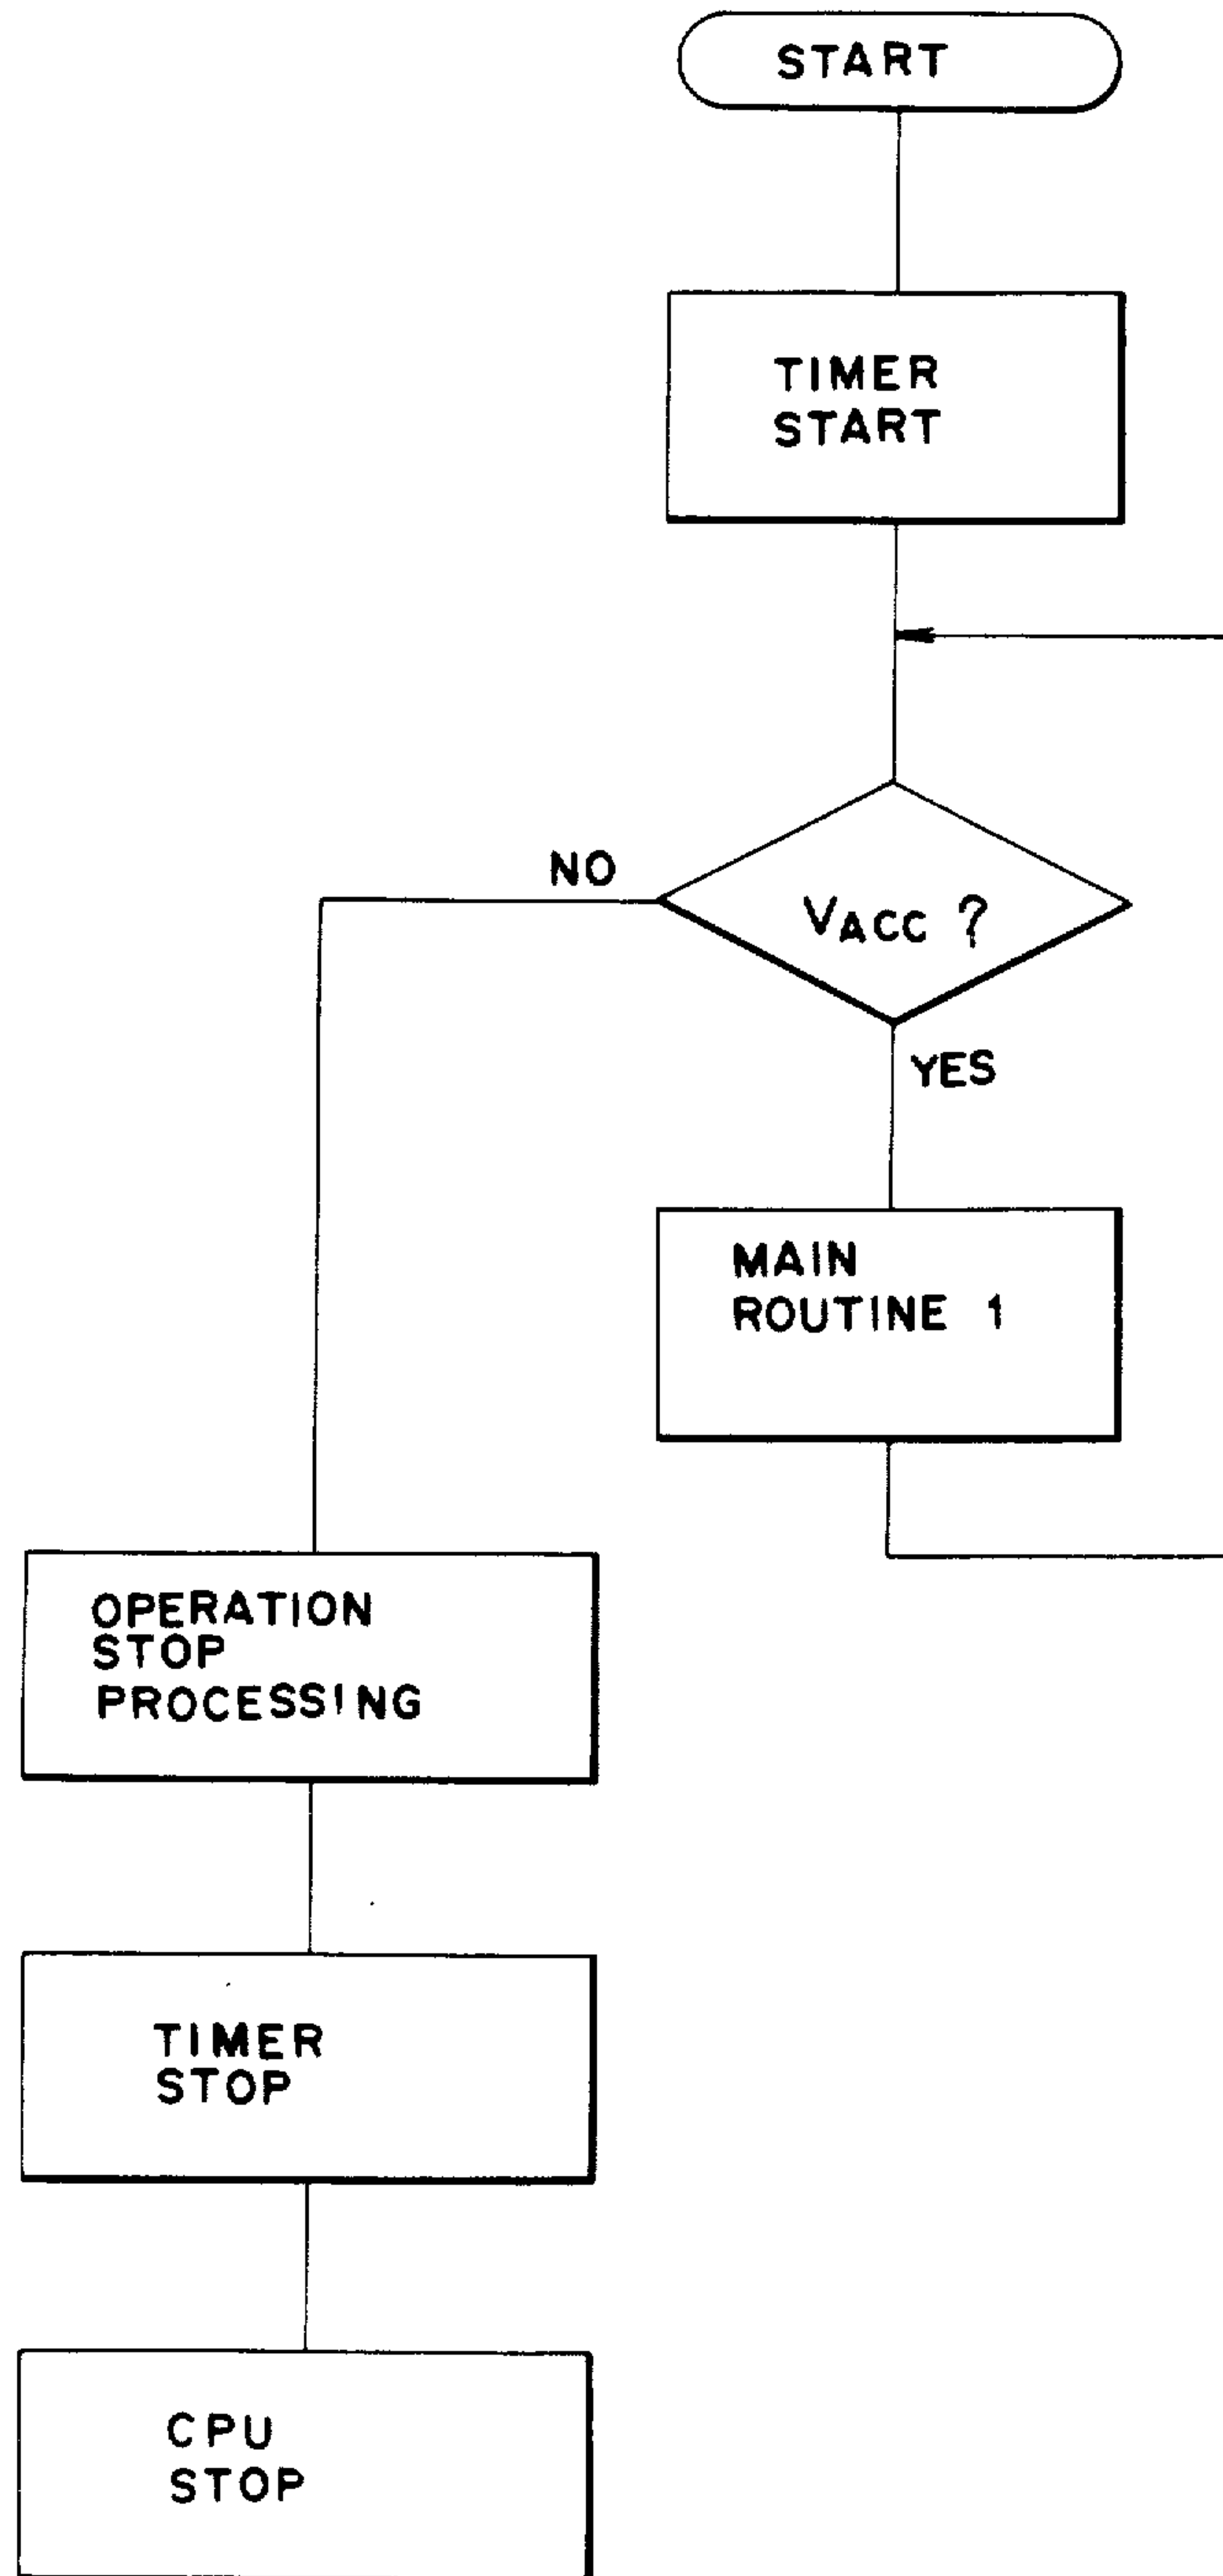 START
TIMER
START
NO
VACC ?
YES
MAIN
ROUTINE 1
OPERATION
STOP
PROCESSING
TIMER
STOP
CPU
STOP